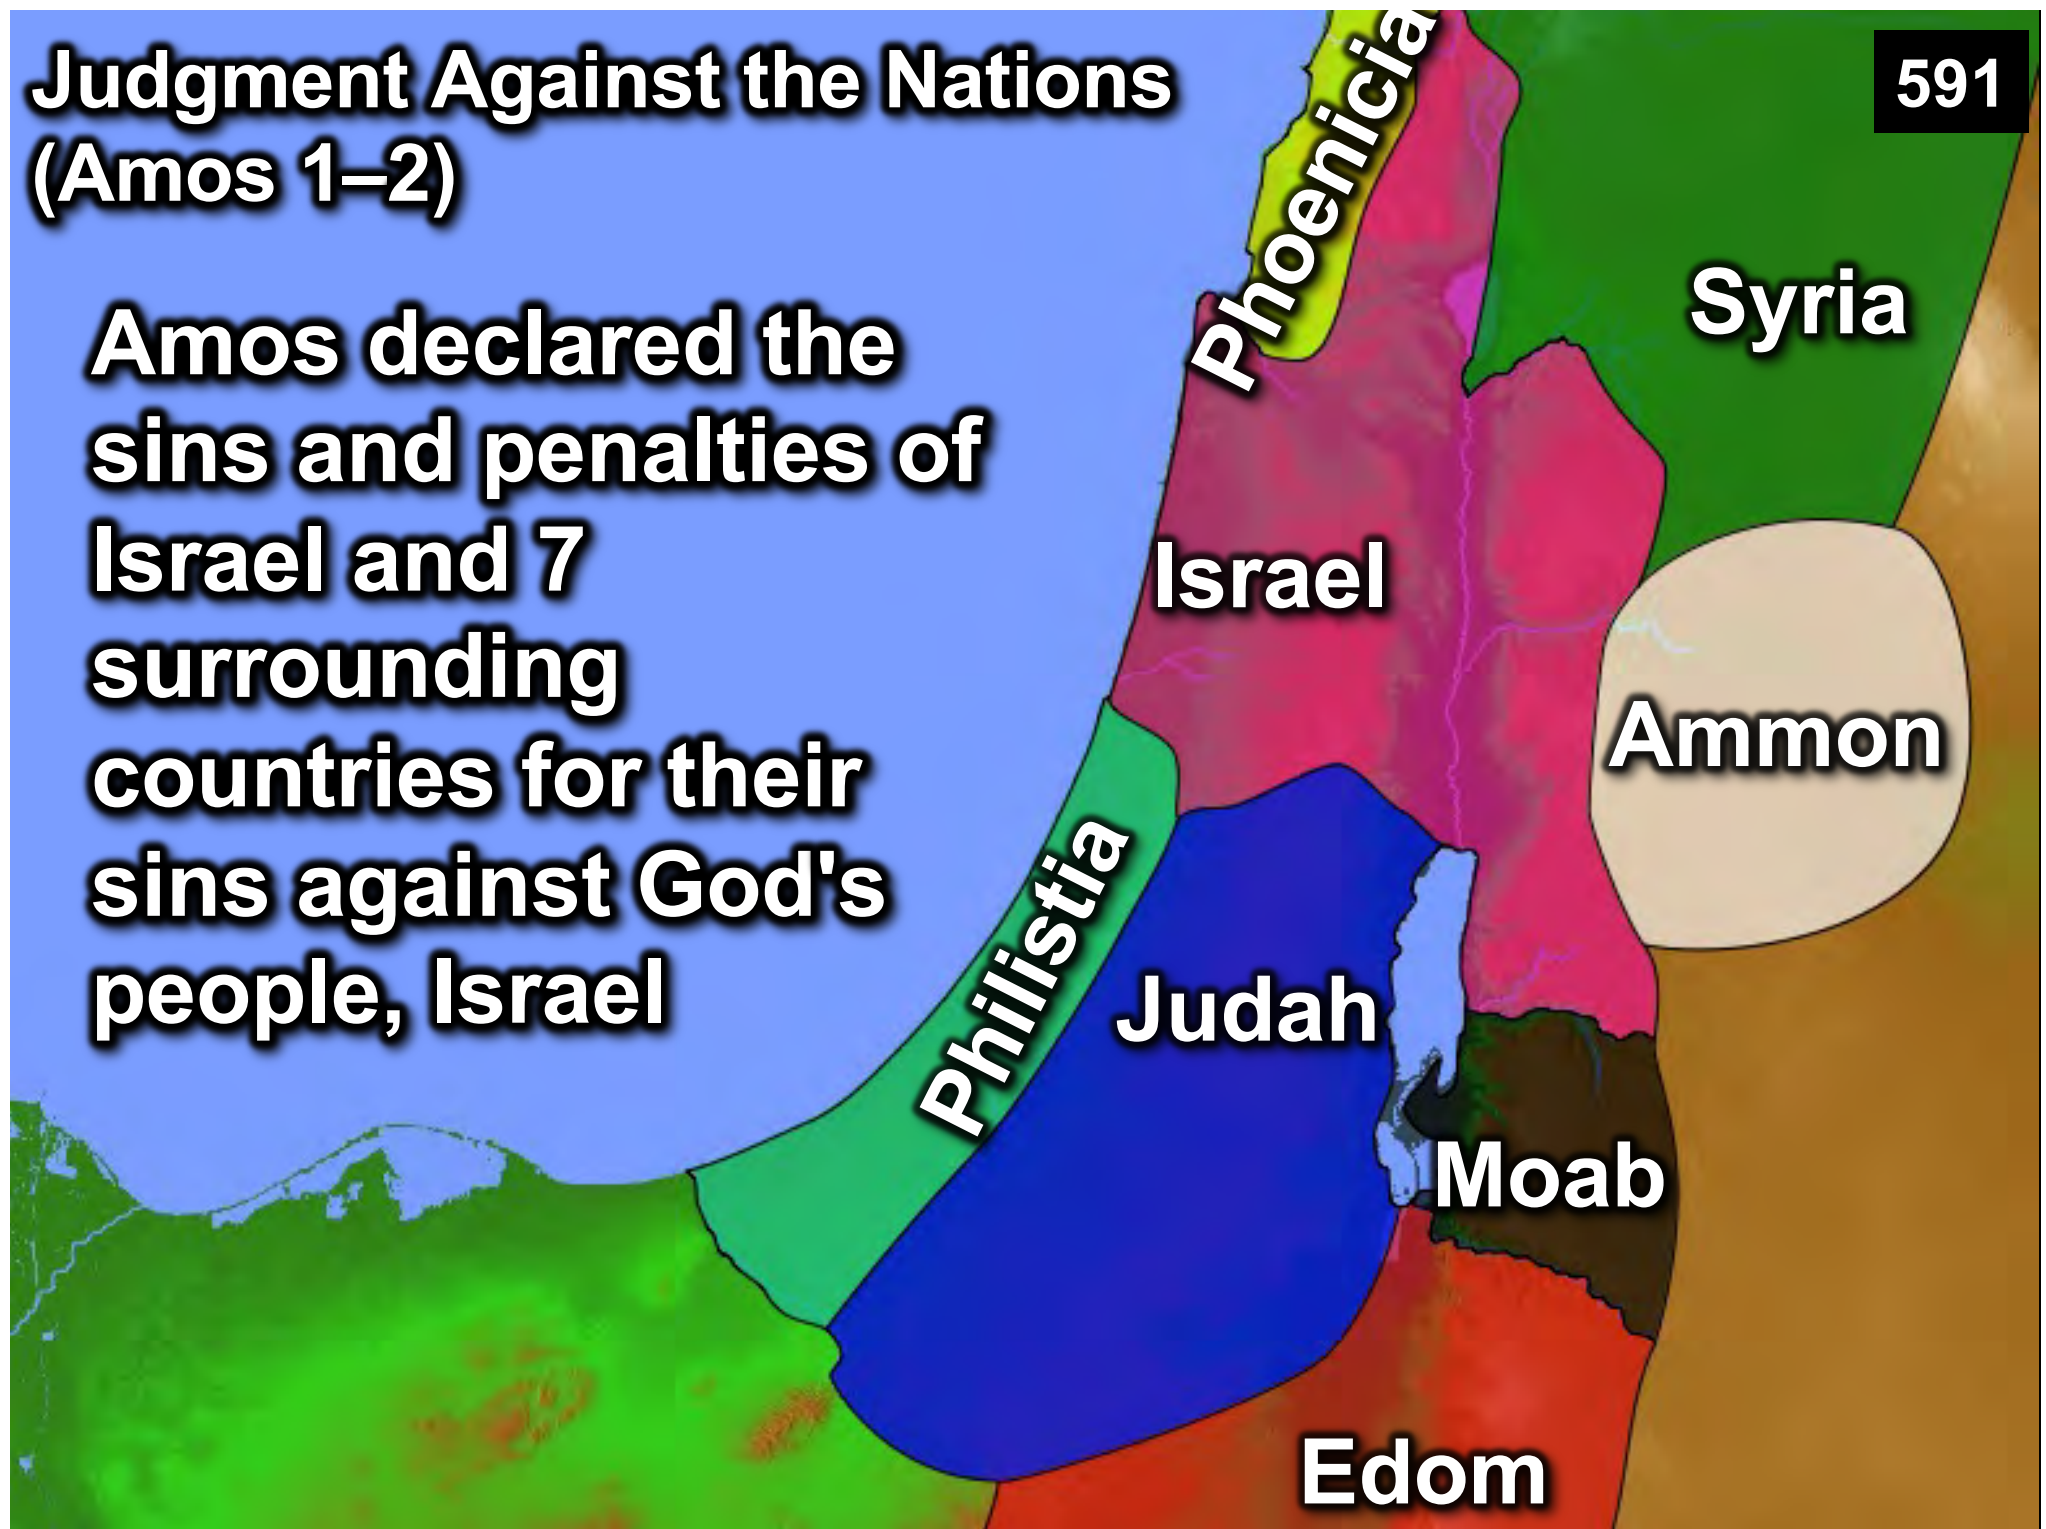 Judgment Against the Nations
(Amos 1–2)
591
Amos declared the
sins and penalties of
Israel and 7
surrounding
countries for their
sins against God's
people, Israel
Phoenicia
Syria
Israel
Ammon
Philistia
Judah
Moab
Edom